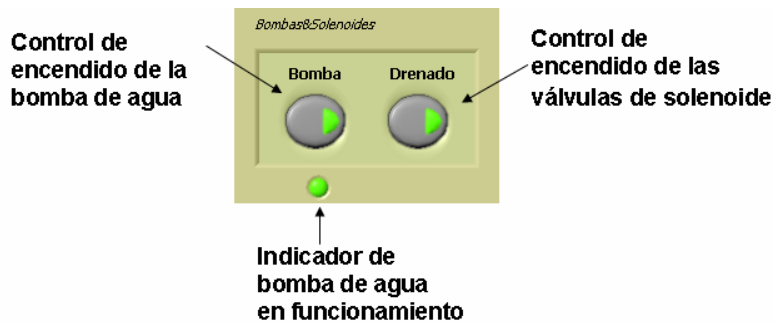 Bombas&Solenoides
Control de
encendido de la
bomba de agua
Bomba
Drenado
Control de
encendido de las
válvulas de solenoide
Indicador de
bomba de agua
en funcionamiento